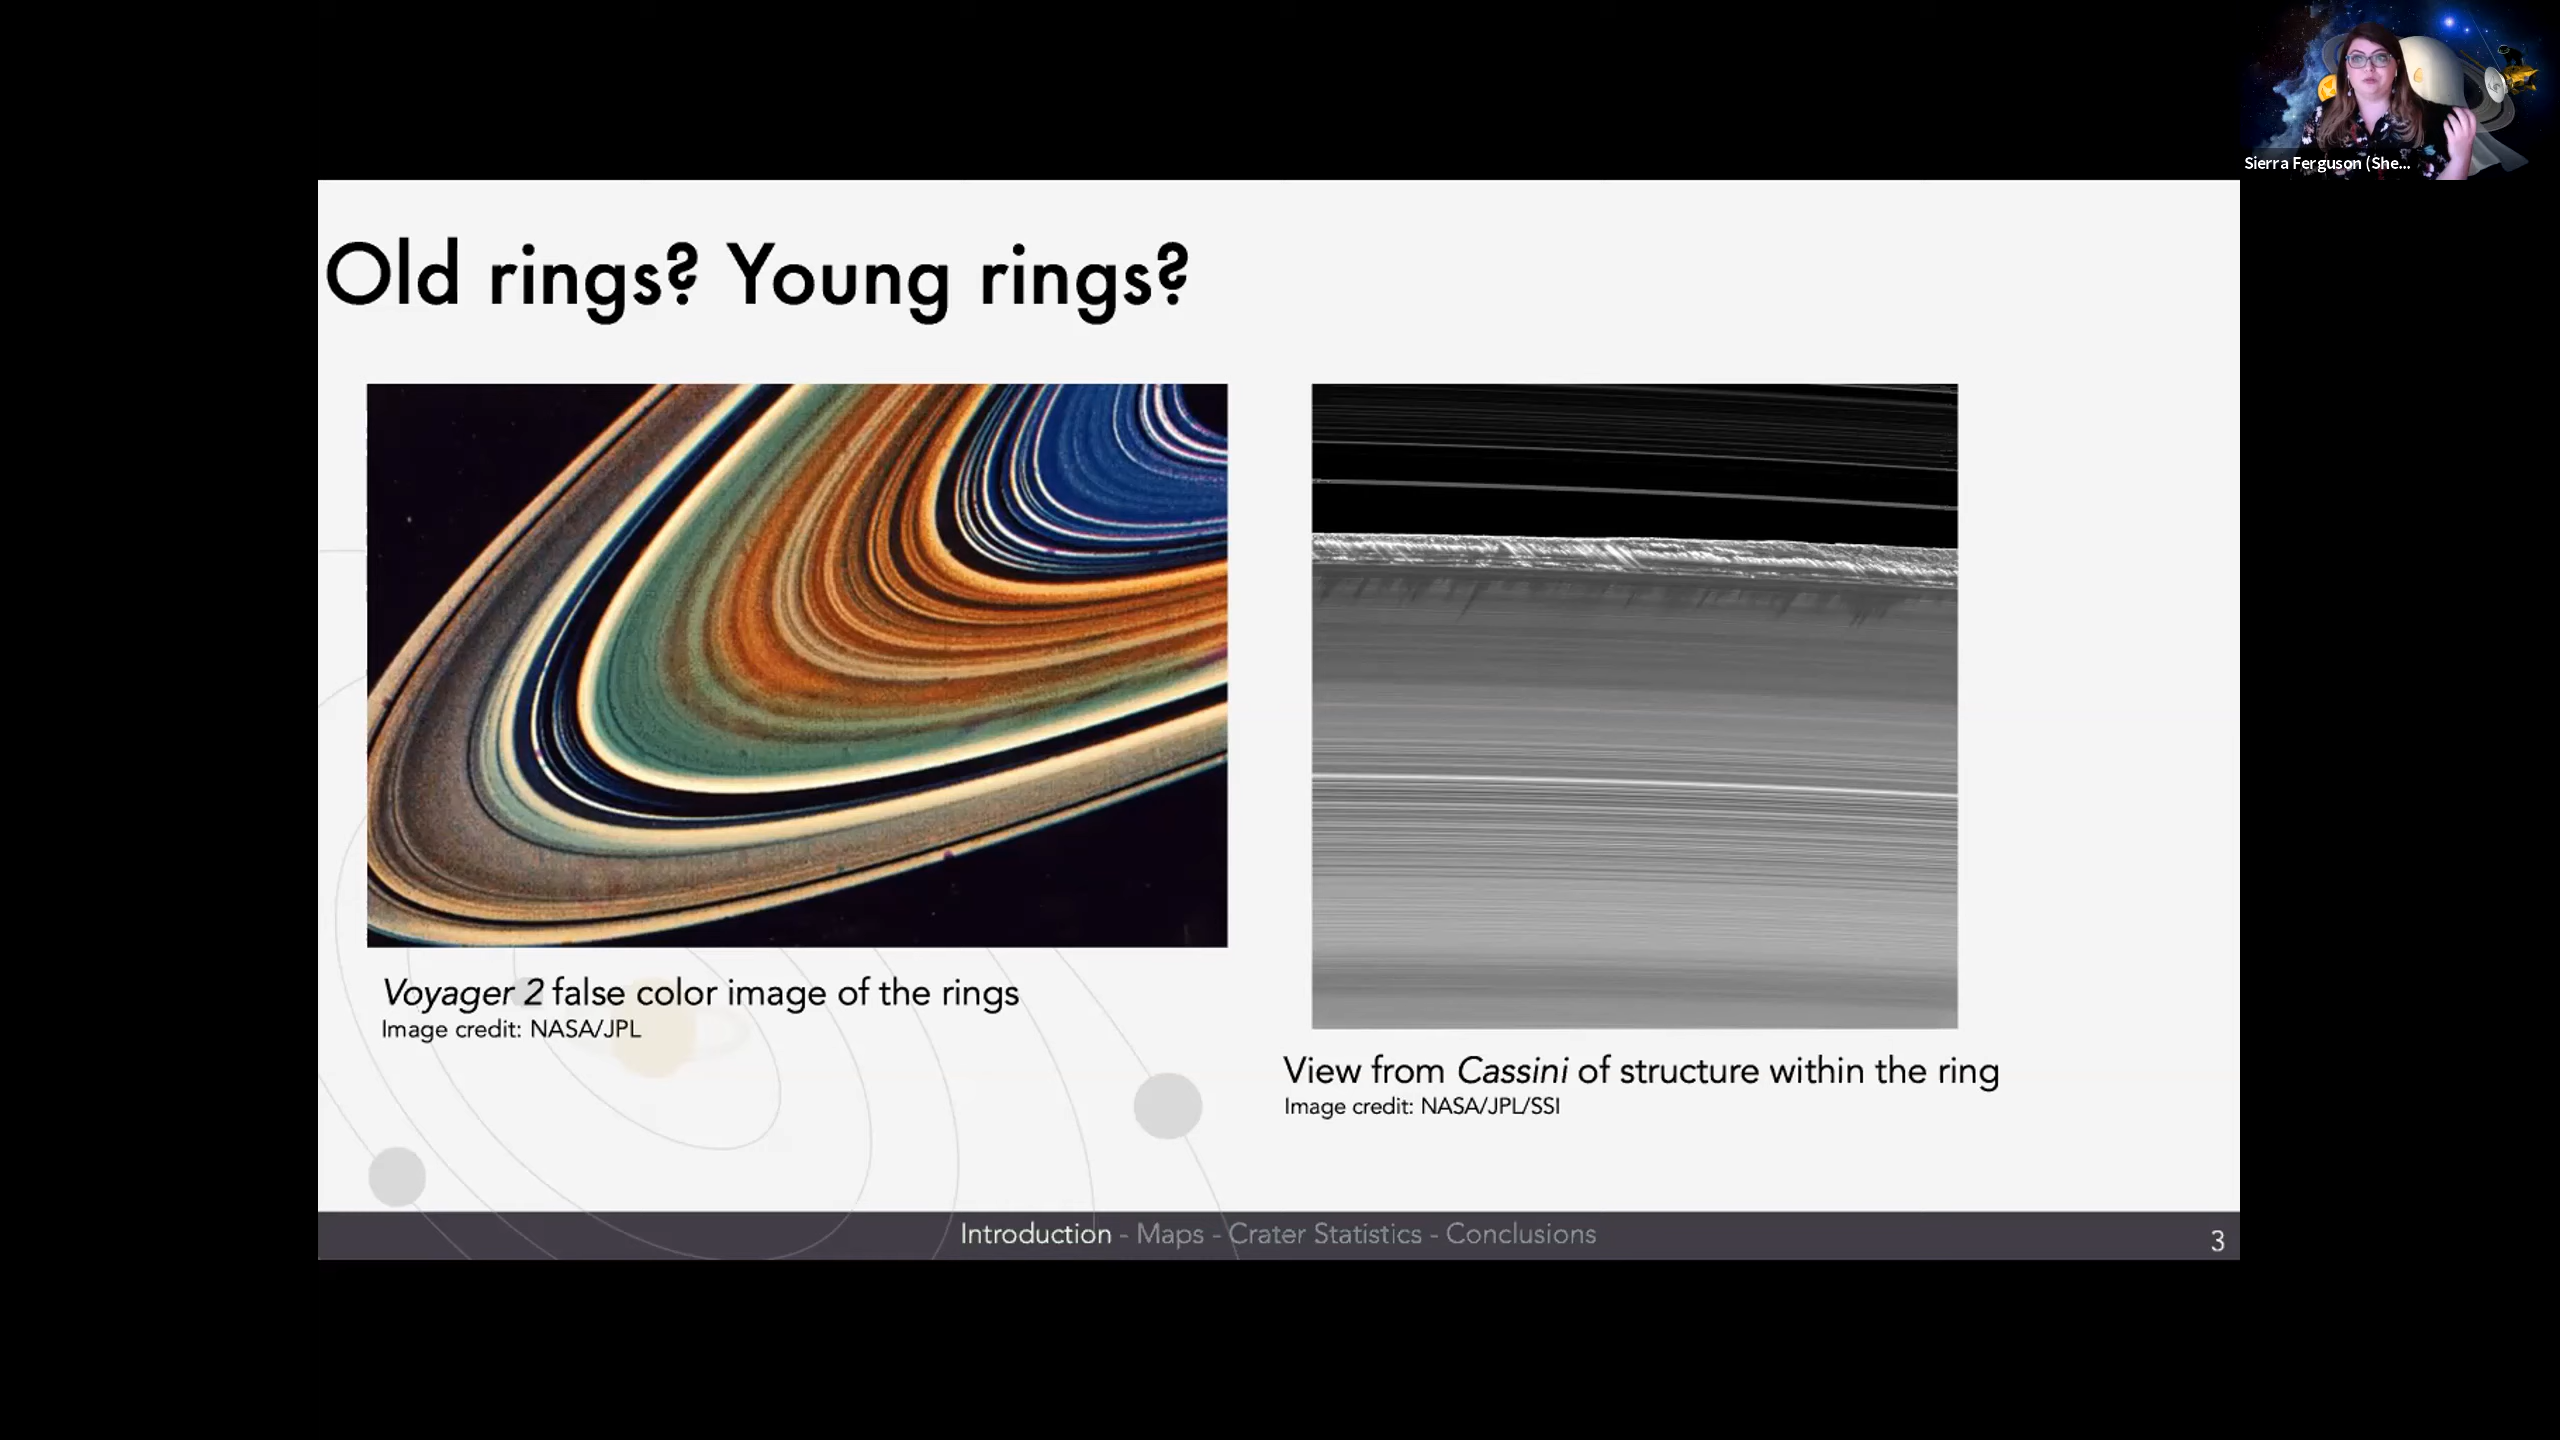 Sierra Ferguson (She...
Old rings? Young rings?
Voyager 2 false color image of the rings
Image credit: NASA/JPL
View from Cassini of structure within the ring
Image credit: NASA/JPL/SSI
Introduction - Maps - Crater Statistics - Conclusions
3